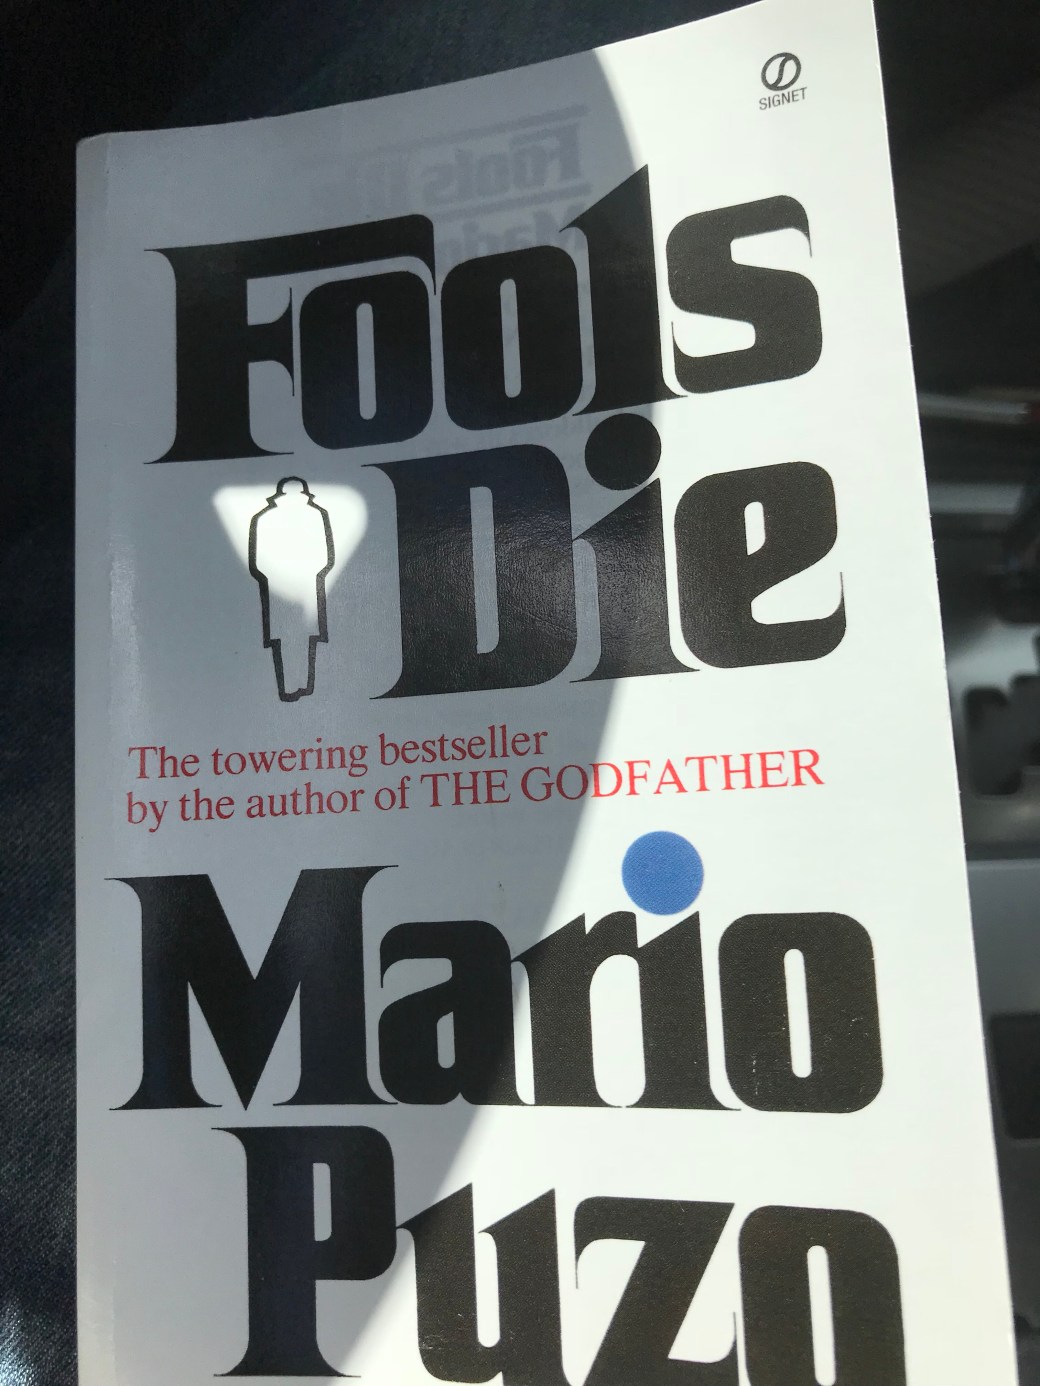 SIGNET
Fools
Die
The towering bestseller
by the author of THE GODFATHER
Mario
Puzo